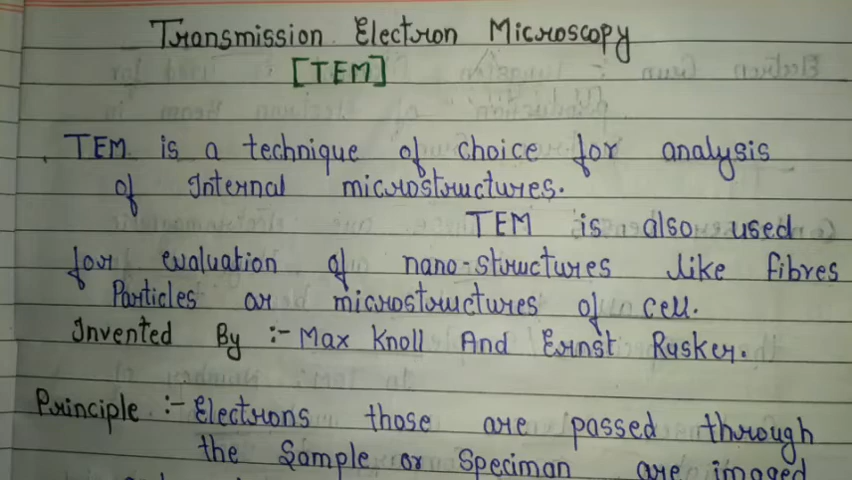 Transmission Electron Microscopy
[TEM]
TEM is a technique of choice for analysis
of Internal microstructures.
TEM is also used
for evaluation of nano-structures like fibres
Particles or microstructures of cell.
Invented By :- Max Knoll And Ernst Rusker.
Principle :- Electrons those are passed through
the Sample or Speciman are imaged